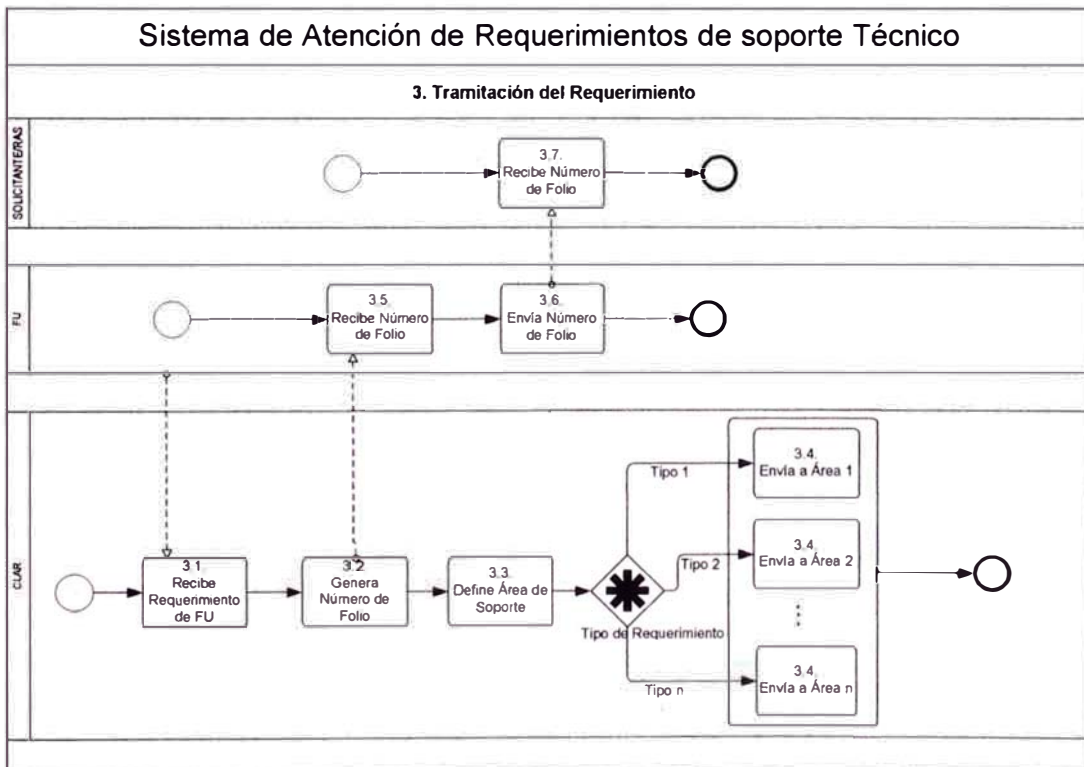 Sistema de Atención de Requerimientos de soporte Técnico
3. Tramitación del Requerimiento
SOLICITANTE/RAS
3.7.
Recibe Número
de Folio
FU
3.5.
Recibe Número
de Folio
3.6.
Envía Número
de Folio
CLAR
3.1.
Recibe
Requerimiento
de FU
3.2.
Genera
Número de
Folio
3.3.
Define Área de
Soporte
Tipo de Requerimiento
Tipo 1
3.4.
Envía a Área 1
Tipo 2
3.4.
Envía a Área 2
Tipo n
3.4.
Envía a Área n